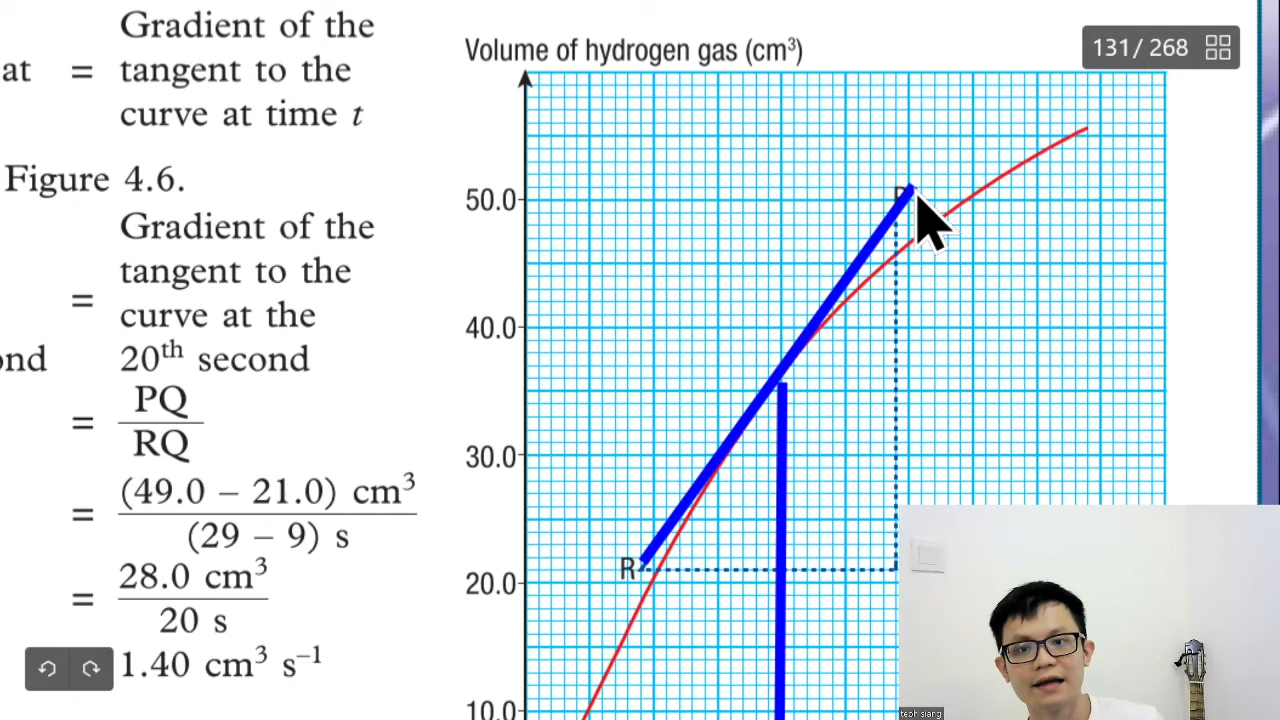 Gradient of the
at = tangent to the
curve at time t
Figure 4.6.
Gradient of the
tangent to the
= curve at the
ond 20th second
= PQ
RQ
= (49.0 – 21.0) cm³
(29 – 9) s
= 28.0 cm³
20 s
1.40 cm³ s⁻¹
Volume of hydrogen gas (cm³)
131/ 268
50.0
40.0
30.0
20.0
10.0
R
teoh siang